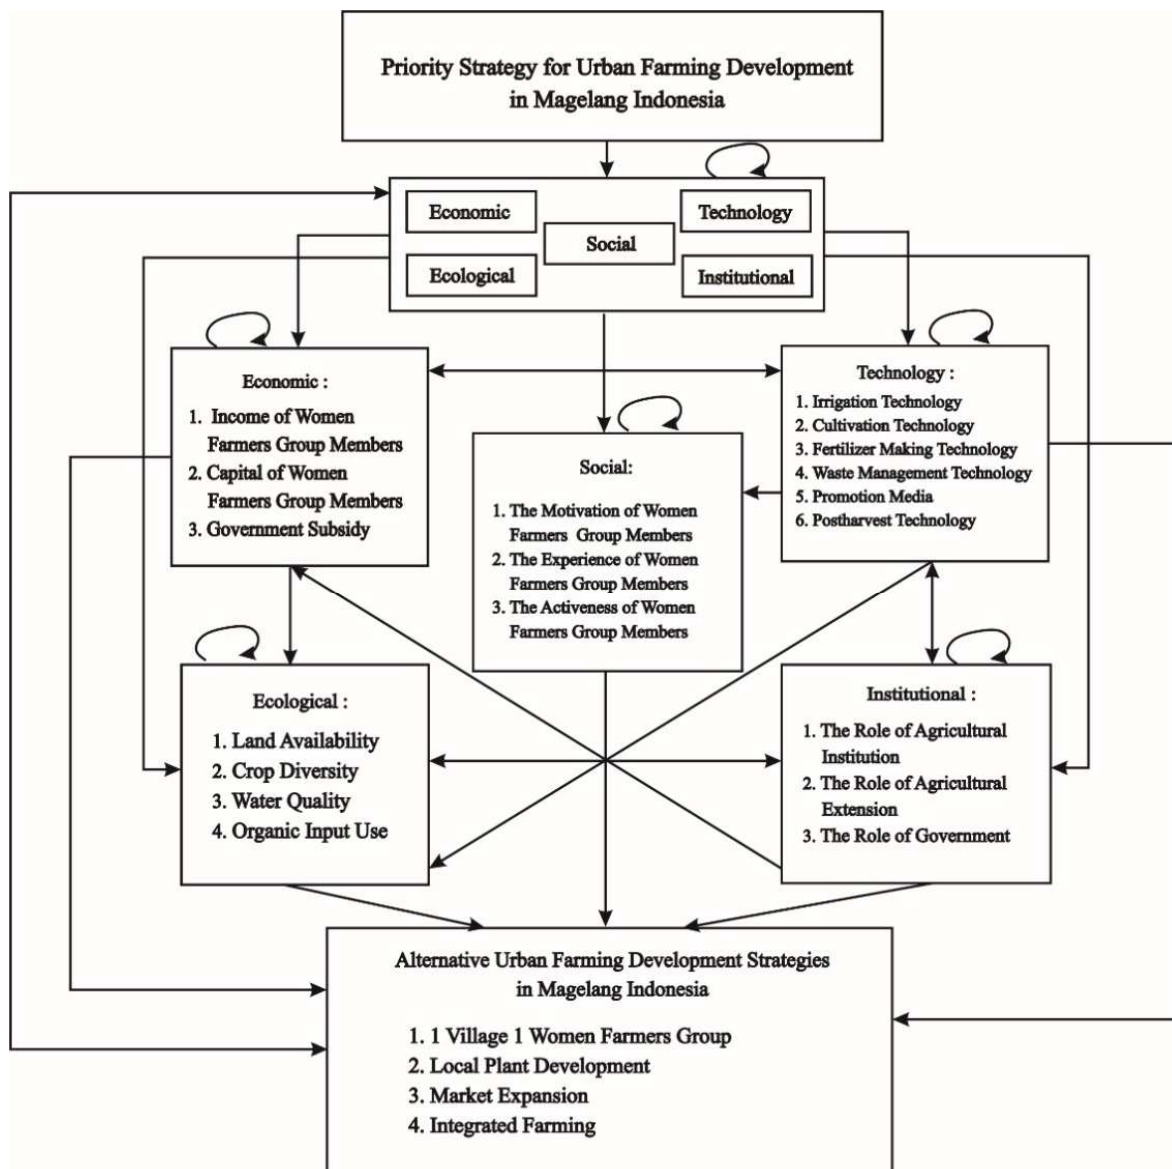 Priority Strategy for Urban Farming Development
in Magelang Indonesia
Economic
Technology
Social
Ecological
Institutional
Economic :
1. Income of Women
Farmers Group Members
2. Capital of Women
Farmers Group Members
3. Government Subsidy
Technology :
1. Irrigation Technology
2. Cultivation Technology
3. Fertilizer Making Technology
4. Waste Management Technology
5. Promotion Media
6. Postharvest Technology
Social:
1. The Motivation of Women
Farmers Group Members
2. The Experience of Women
Farmers Group Members
3. The Activeness of Women
Farmers Group Members
Ecological :
1. Land Availability
2. Crop Diversity
3. Water Quality
4. Organic Input Use
Institutional :
1. The Role of Agricultural
Institution
2. The Role of Agricultural
Extension
3. The Role of Government
Alternative Urban Farming Development Strategies
in Magelang Indonesia
1. 1 Village 1 Women Farmers Group
2. Local Plant Development
3. Market Expansion
4. Integrated Farming